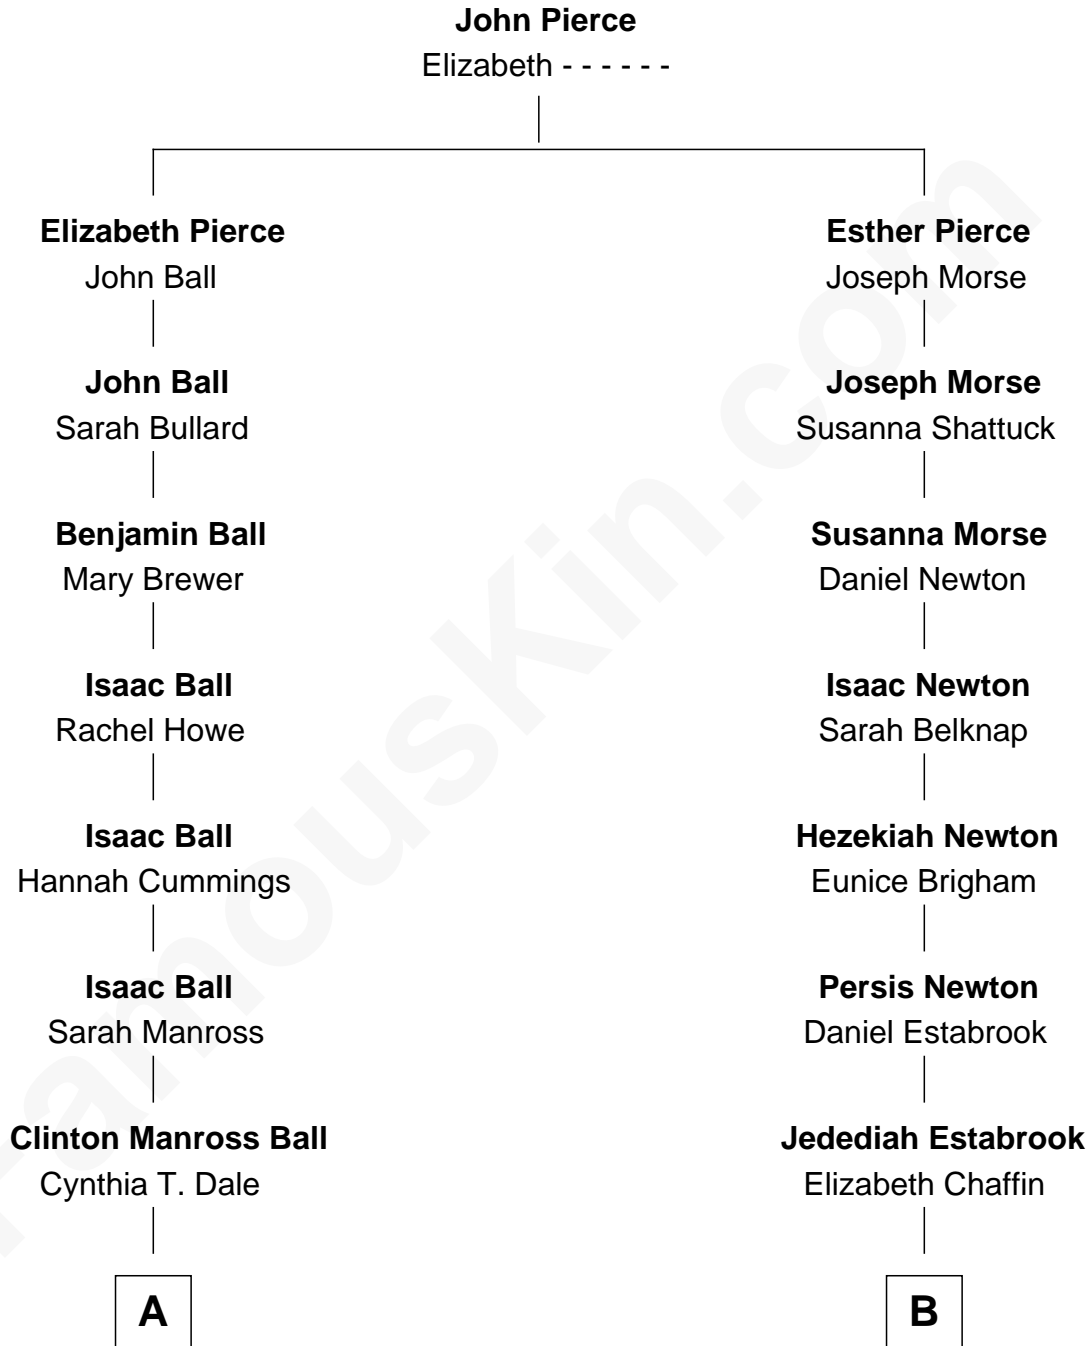 John Pierce
Elizabeth - - - - - -
Elizabeth Pierce
John Ball
Esther Pierce
Joseph Morse
John Ball
Sarah Bullard
Joseph Morse
Susanna Shattuck
Benjamin Ball
Mary Brewer
Susanna Morse
Daniel Newton
Isaac Ball
Rachel Howe
Isaac Newton
Sarah Belknap
Isaac Ball
Hannah Cummings
Hezekiah Newton
Eunice Brigham
Isaac Ball
Sarah Manross
Persis Newton
Daniel Estabrook
Clinton Manross Ball
Cynthia T. Dale
Jedediah Estabrook
Elizabeth Chaffin
A
B
FamousKin.com